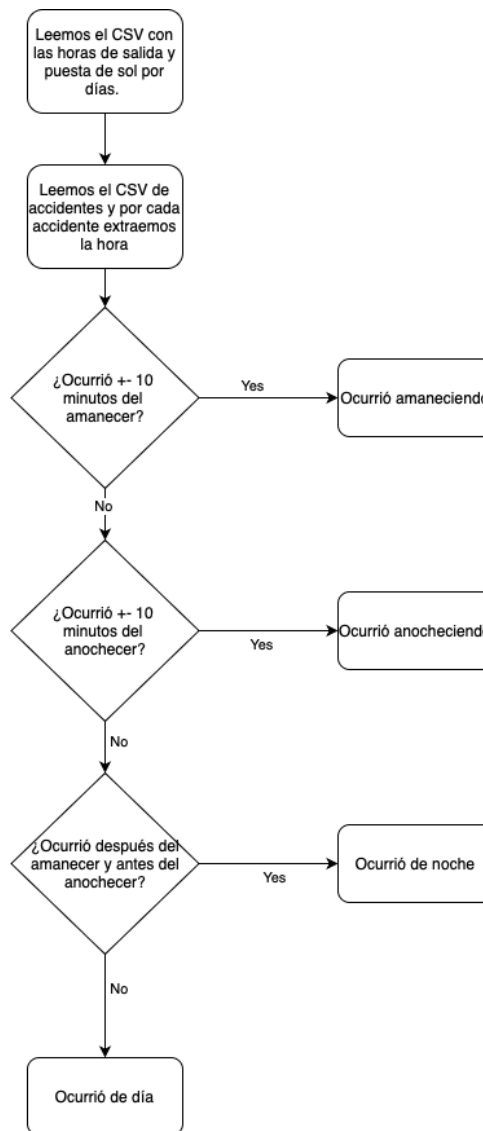 Leemos el CSV con
las horas de salida y
puesta de sol por
días.
Leemos el CSV de
accidentes y por cada
accidente extraemos
la hora
¿Ocurrió +- 10
minutos del
amanecer?
Yes
Ocurrió amaneciendo
No
¿Ocurrió +- 10
minutos del
anochecer?
Yes
Ocurrió anocheciendo
No
¿Ocurrió después del
amanecer y antes del
anochecer?
Yes
Ocurrió de noche
No
Ocurrió de día